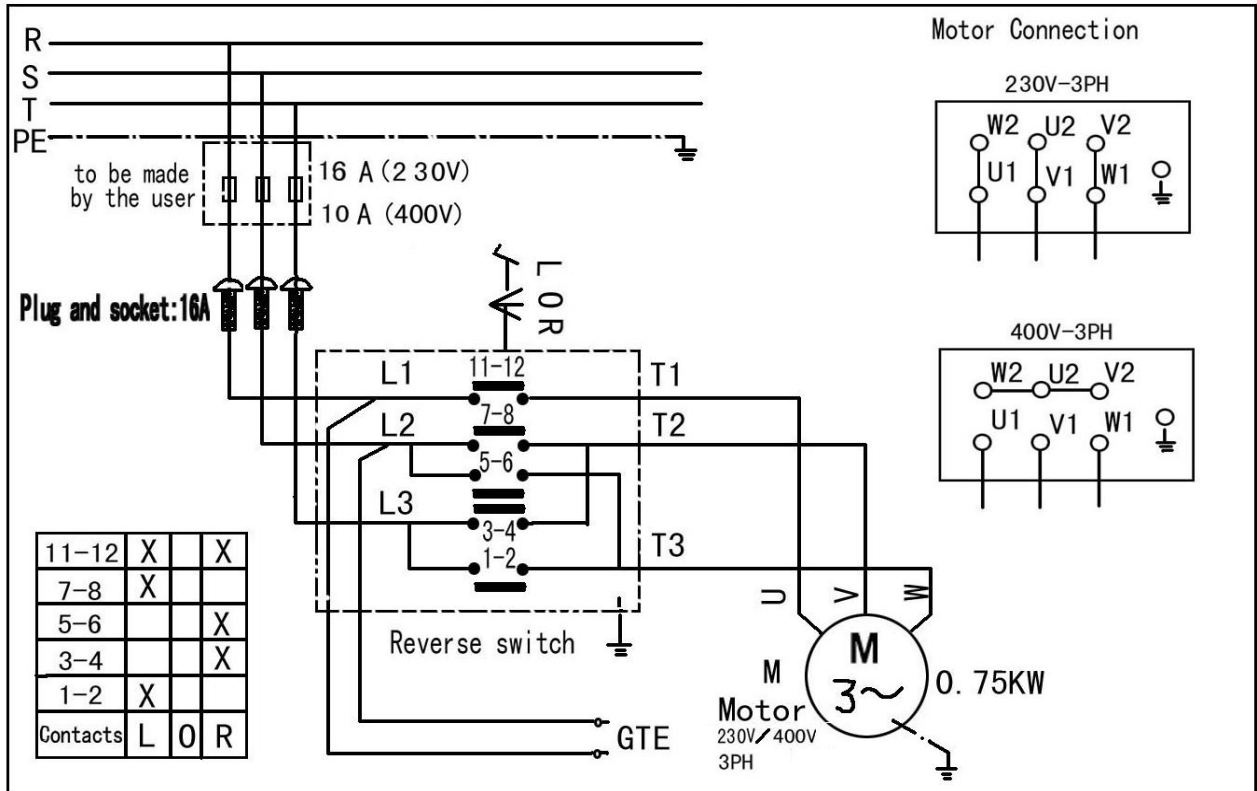 R
S
T
PE
to be made
by the user
16 A (230V)
10 A (400V)
Plug and socket:16A
L O R
L1
11-12
T1
7-8
L2
T2
5-6
L3
3-4
T3
1-2
Reverse switch
11-12 X X
7-8 X
5-6 X
3-4 X
1-2 X
Contacts L O R
GTE
U V W
M
3~
M
Motor
230V/400V
3PH
0.75KW
Motor Connection
230V-3PH
W2 U2 V2
U1 V1 W1
400V-3PH
W2 U2 V2
U1 V1 W1